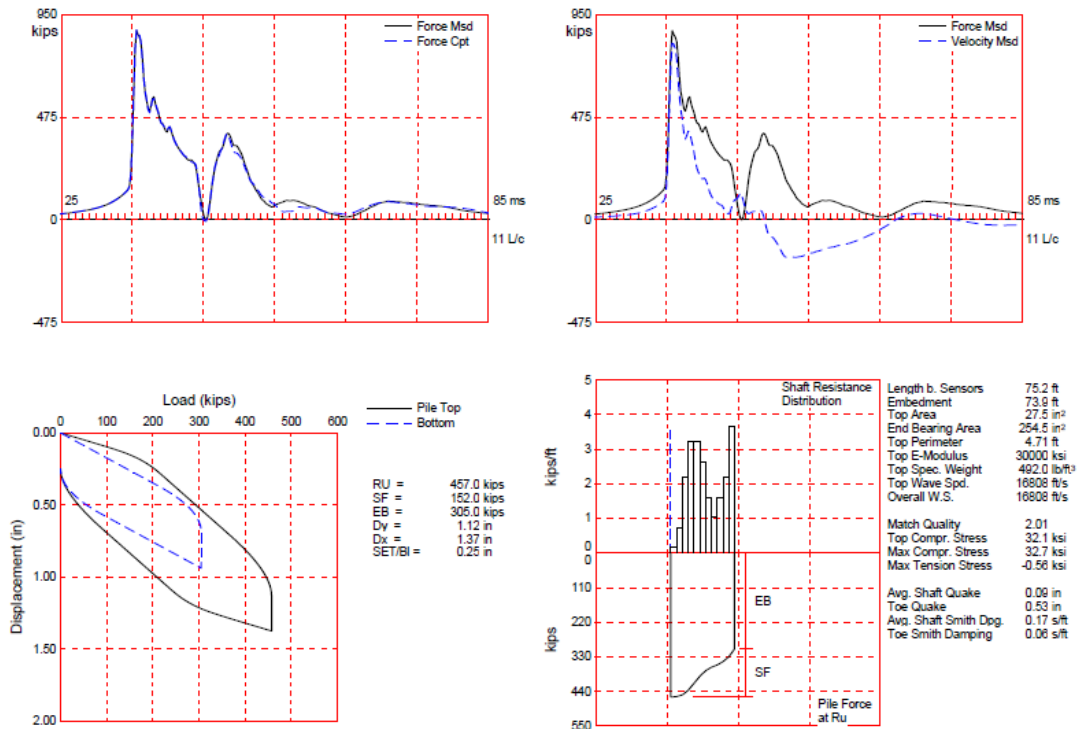 950
kips
Force Msd
Force Cpt
475
25
85 ms
0
11 L/c
-475
950
kips
Force Msd
Velocity Msd
475
25
85 ms
0
11 L/c
-475
Load (kips)
0 100 200 300 400 500 600
Displacement (in)
0.00
0.50
1.00
1.50
2.00
Pile Top
Bottom
RU = 457.0 kips
SF = 152.0 kips
EB = 305.0 kips
Dy = 1.12 in
Dx = 1.37 in
SET/Bl = 0.25 in
Shaft Resistance
Distribution
kips/ft
5
4
3
2
1
0
0
110
220
330
440
550
kips
EB
SF
Pile Force
at Ru
Length b. Sensors 75.2 ft
Embedment 73.9 ft
Top Area 27.5 in²
End Bearing Area 254.5 in²
Top Perimeter 4.71 ft
Top E-Modulus 30000 ksi
Top Spec. Weight 492.0 lb/ft³
Top Wave Spd. 16808 ft/s
Overall W.S. 16808 ft/s
Match Quality 2.01
Top Compr. Stress 32.1 ksi
Max Compr. Stress 32.7 ksi
Max Tension Stress -0.56 ksi
Avg. Shaft Quake 0.09 in
Toe Quake 0.53 in
Avg. Shaft Smith Dpg. 0.17 s/ft
Toe Smith Damping 0.06 s/ft